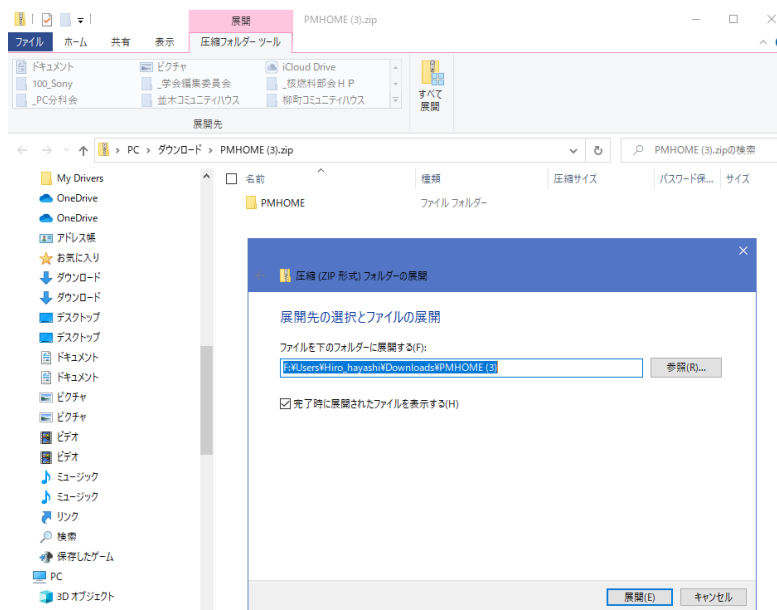 展開
PMHOME (3).zip
ファイル
ホーム
共有
表示
圧縮フォルダー ツール
ドキュメント
ピクチャ
iCloud Drive
100_Sony
_学会編集委員会
_核燃料部会ＨＰ
_PC分科会
並木コミュニティハウス
柳町コミュニティハウス
すべて
展開
展開先
PC › ダウンロード › PMHOME (3).zip
PMHOME (3).zipの検索
名前
種類
圧縮サイズ
パスワード保...
サイズ
PMHOME
ファイル フォルダー
My Drivers
OneDrive
OneDrive
アドレス帳
お気に入り
ダウンロード
ダウンロード
デスクトップ
デスクトップ
ドキュメント
ドキュメント
ピクチャ
ピクチャ
ビデオ
ビデオ
ミュージック
ミュージック
リンク
検索
保存したゲーム
PC
3D オブジェクト
圧縮 (ZIP 形式) フォルダーの展開
展開先の選択とファイルの展開
ファイルを下のフォルダーに展開する(F):
F:¥Users¥Hiro_hayashi¥Downloads¥PMHOME (3)
参照(R)...
完了時に展開されたファイルを表示する(H)
展開(E)
キャンセル